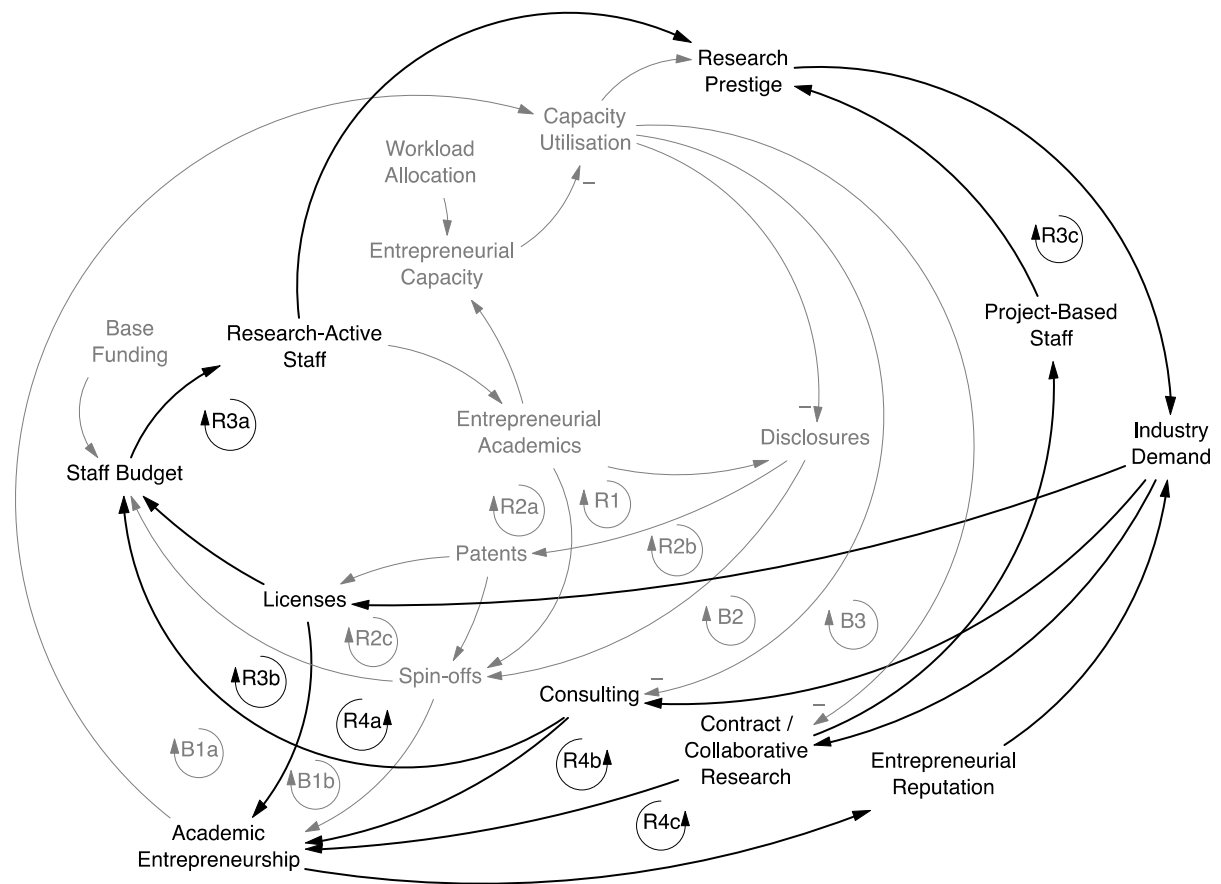 Research
Prestige
Capacity
Utilisation
Workload
Allocation
–
Entrepreneurial
Capacity
R3c
Project-Based
Staff
Base
Funding
Research-Active
Staff
R3a
Entrepreneurial
Academics
–
Disclosures
Industry
Demand
Staff Budget
R2a
R1
Patents
R2b
Licenses
R2c
B2
B3
Spin-offs
R3b
–
Consulting
R4a
–
Contract /
Collaborative
Research
B1a
B1b
R4b
Entrepreneurial
Reputation
R4c
Academic
Entrepreneurship